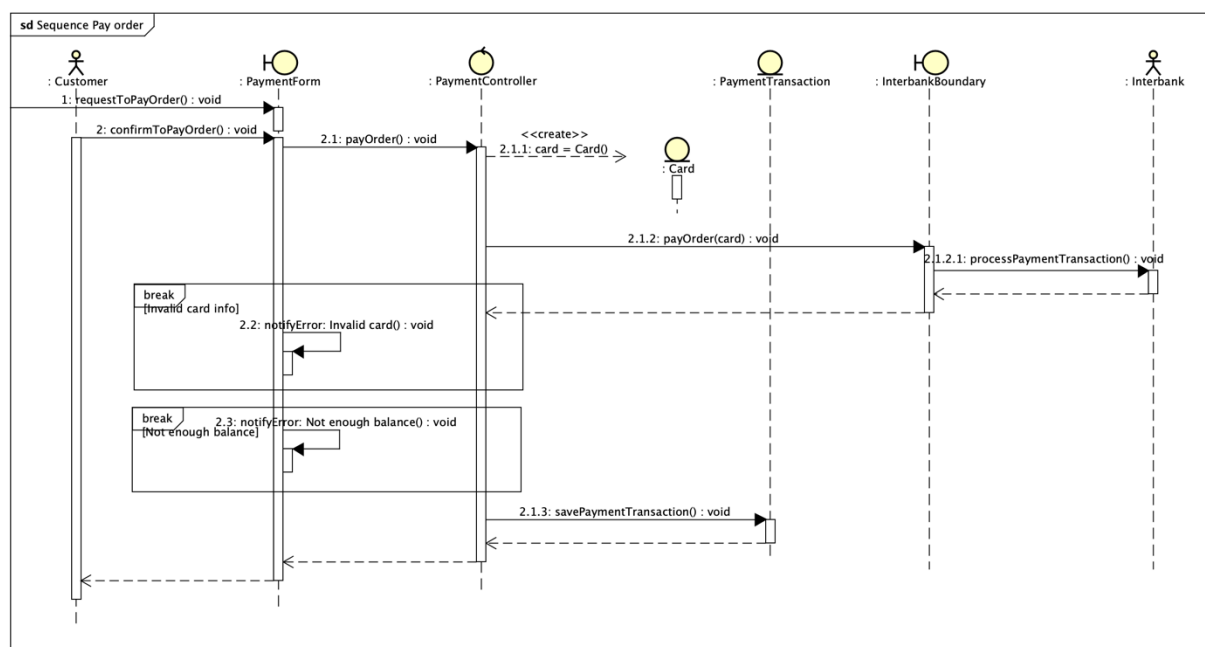 sd Sequence Pay order
: Customer
: PaymentForm
: PaymentController
: PaymentTransaction
: InterbankBoundary
: Interbank
1: requestToPayOrder() : void
2: confirmToPayOrder() : void
2.1: payOrder() : void
<<create>>
2.1.1: card = Card()
: Card
2.1.2: payOrder(card) : void
2.1.2.1: processPaymentTransaction() : void
break
[Invalid card info]
2.2: notifyError: Invalid card() : void
break
2.3: notifyError: Not enough balance() : void
[Not enough balance]
2.1.3: savePaymentTransaction() : void